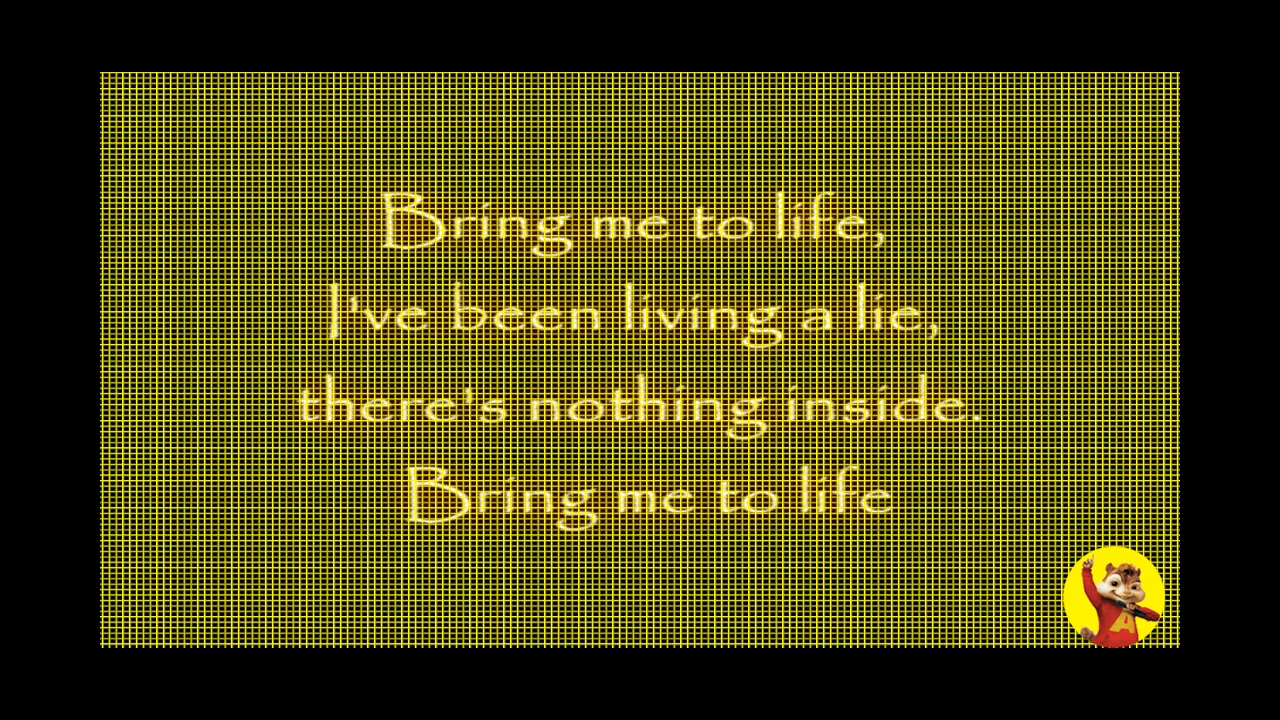 Bring me to life,
I've been living a lie,
there's nothing inside.
Bring me to life
A